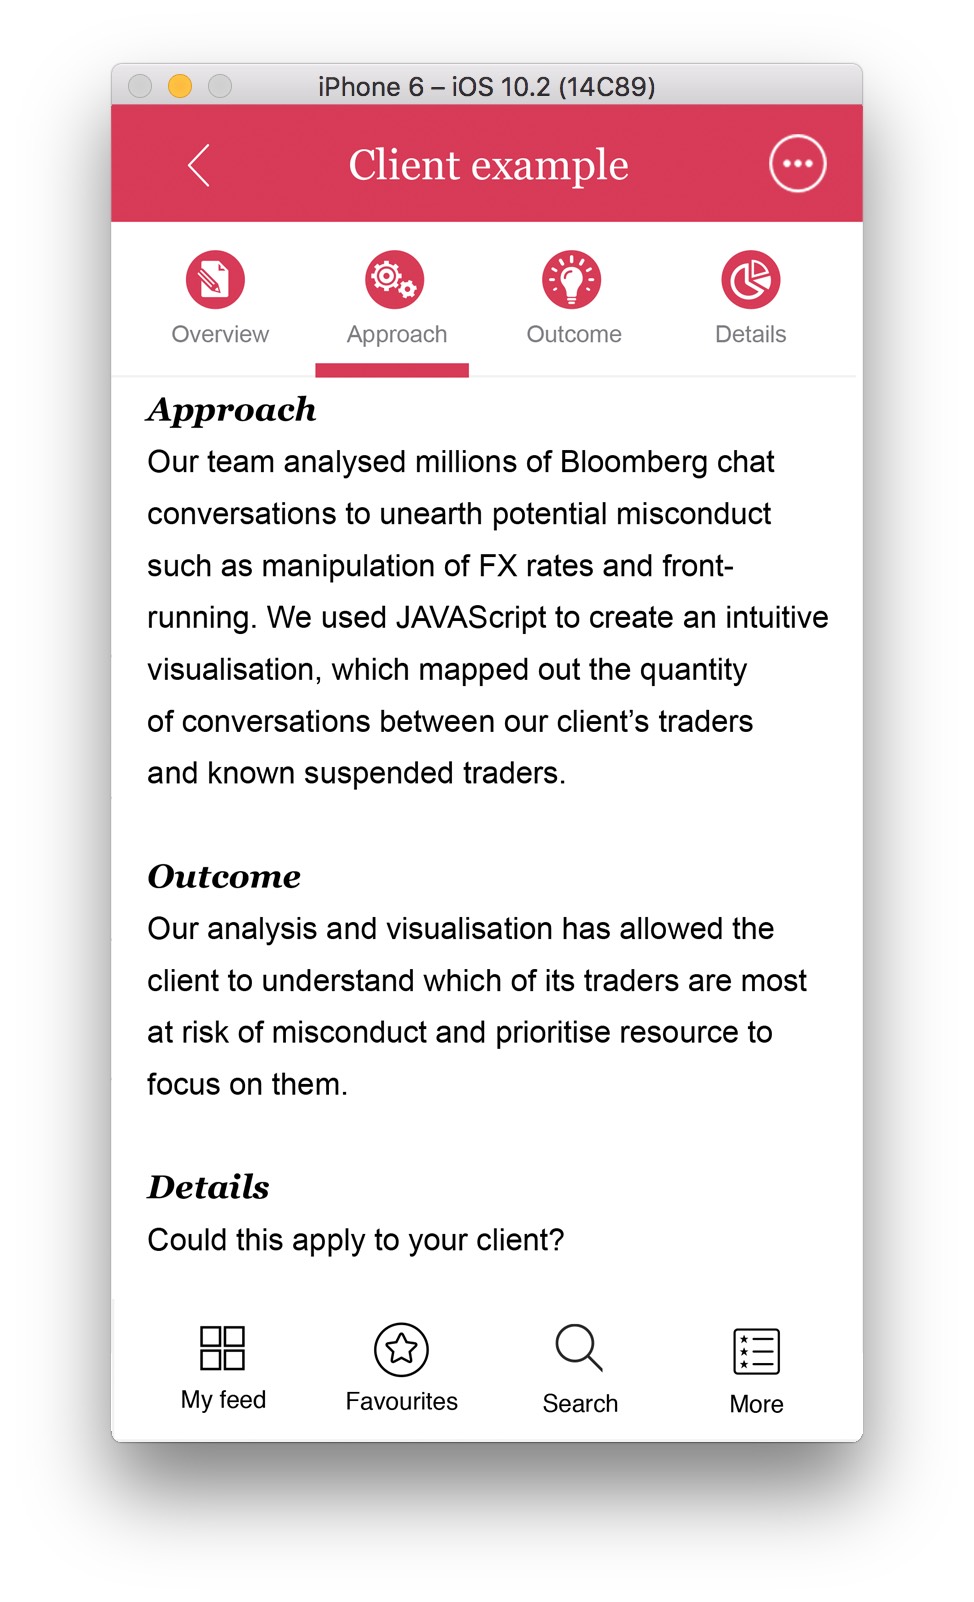 iPhone 6 – iOS 10.2 (14C89)
Client example
Overview
Approach
Outcome
Details
Approach
Our team analysed millions of Bloomberg chat
conversations to unearth potential misconduct
such as manipulation of FX rates and front-
running. We used JAVAScript to create an intuitive
visualisation, which mapped out the quantity
of conversations between our client’s traders
and known suspended traders.
Outcome
Our analysis and visualisation has allowed the
client to understand which of its traders are most
at risk of misconduct and prioritise resource to
focus on them.
Details
Could this apply to your client?
My feed
Favourites
Search
More